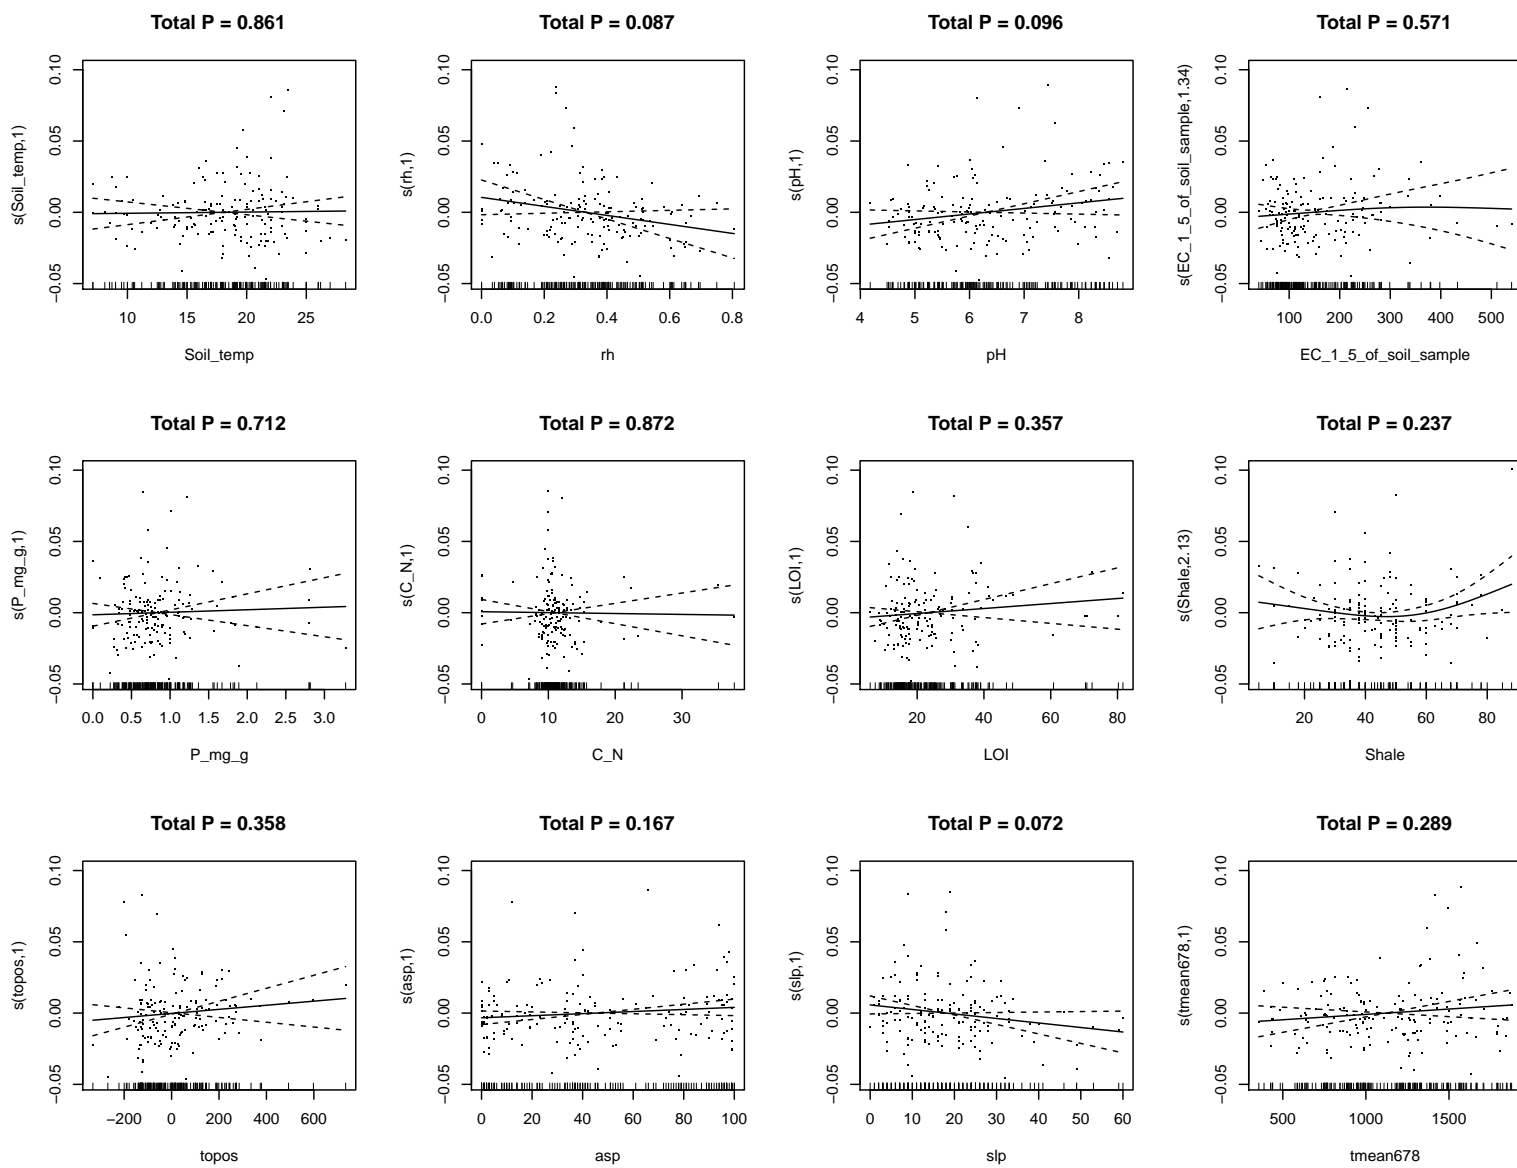 Total P = 0.861
s(Soil_temp,1)
0.10
0.05
0.00
−0.05
10 15 20 25
Soil_temp
Total P = 0.087
s(rh,1)
0.10
0.05
0.00
−0.05
0.0 0.2 0.4 0.6 0.8
rh
Total P = 0.096
s(pH,1)
0.10
0.05
0.00
−0.05
4 5 6 7 8
pH
Total P = 0.571
s(EC_1_5_of_soil_sample,1.34)
0.10
0.05
0.00
−0.05
100 200 300 400 500
EC_1_5_of_soil_sample
Total P = 0.712
s(P_mg_g,1)
0.10
0.05
0.00
−0.05
0.0 0.5 1.0 1.5 2.0 2.5 3.0
P_mg_g
Total P = 0.872
s(C_N,1)
0.10
0.05
0.00
−0.05
0 10 20 30
C_N
Total P = 0.357
s(LOI,1)
0.10
0.05
0.00
−0.05
20 40 60 80
LOI
Total P = 0.237
s(Shale,2.13)
0.10
0.05
0.00
−0.05
20 40 60 80
Shale
Total P = 0.358
s(topos,1)
0.10
0.05
0.00
−0.05
−200 0 200 400 600
topos
Total P = 0.167
s(asp,1)
0.10
0.05
0.00
−0.05
0 20 40 60 80 100
asp
Total P = 0.072
s(slp,1)
0.10
0.05
0.00
−0.05
0 10 20 30 40 50 60
slp
Total P = 0.289
s(tmean678,1)
0.10
0.05
0.00
−0.05
500 1000 1500
tmean678